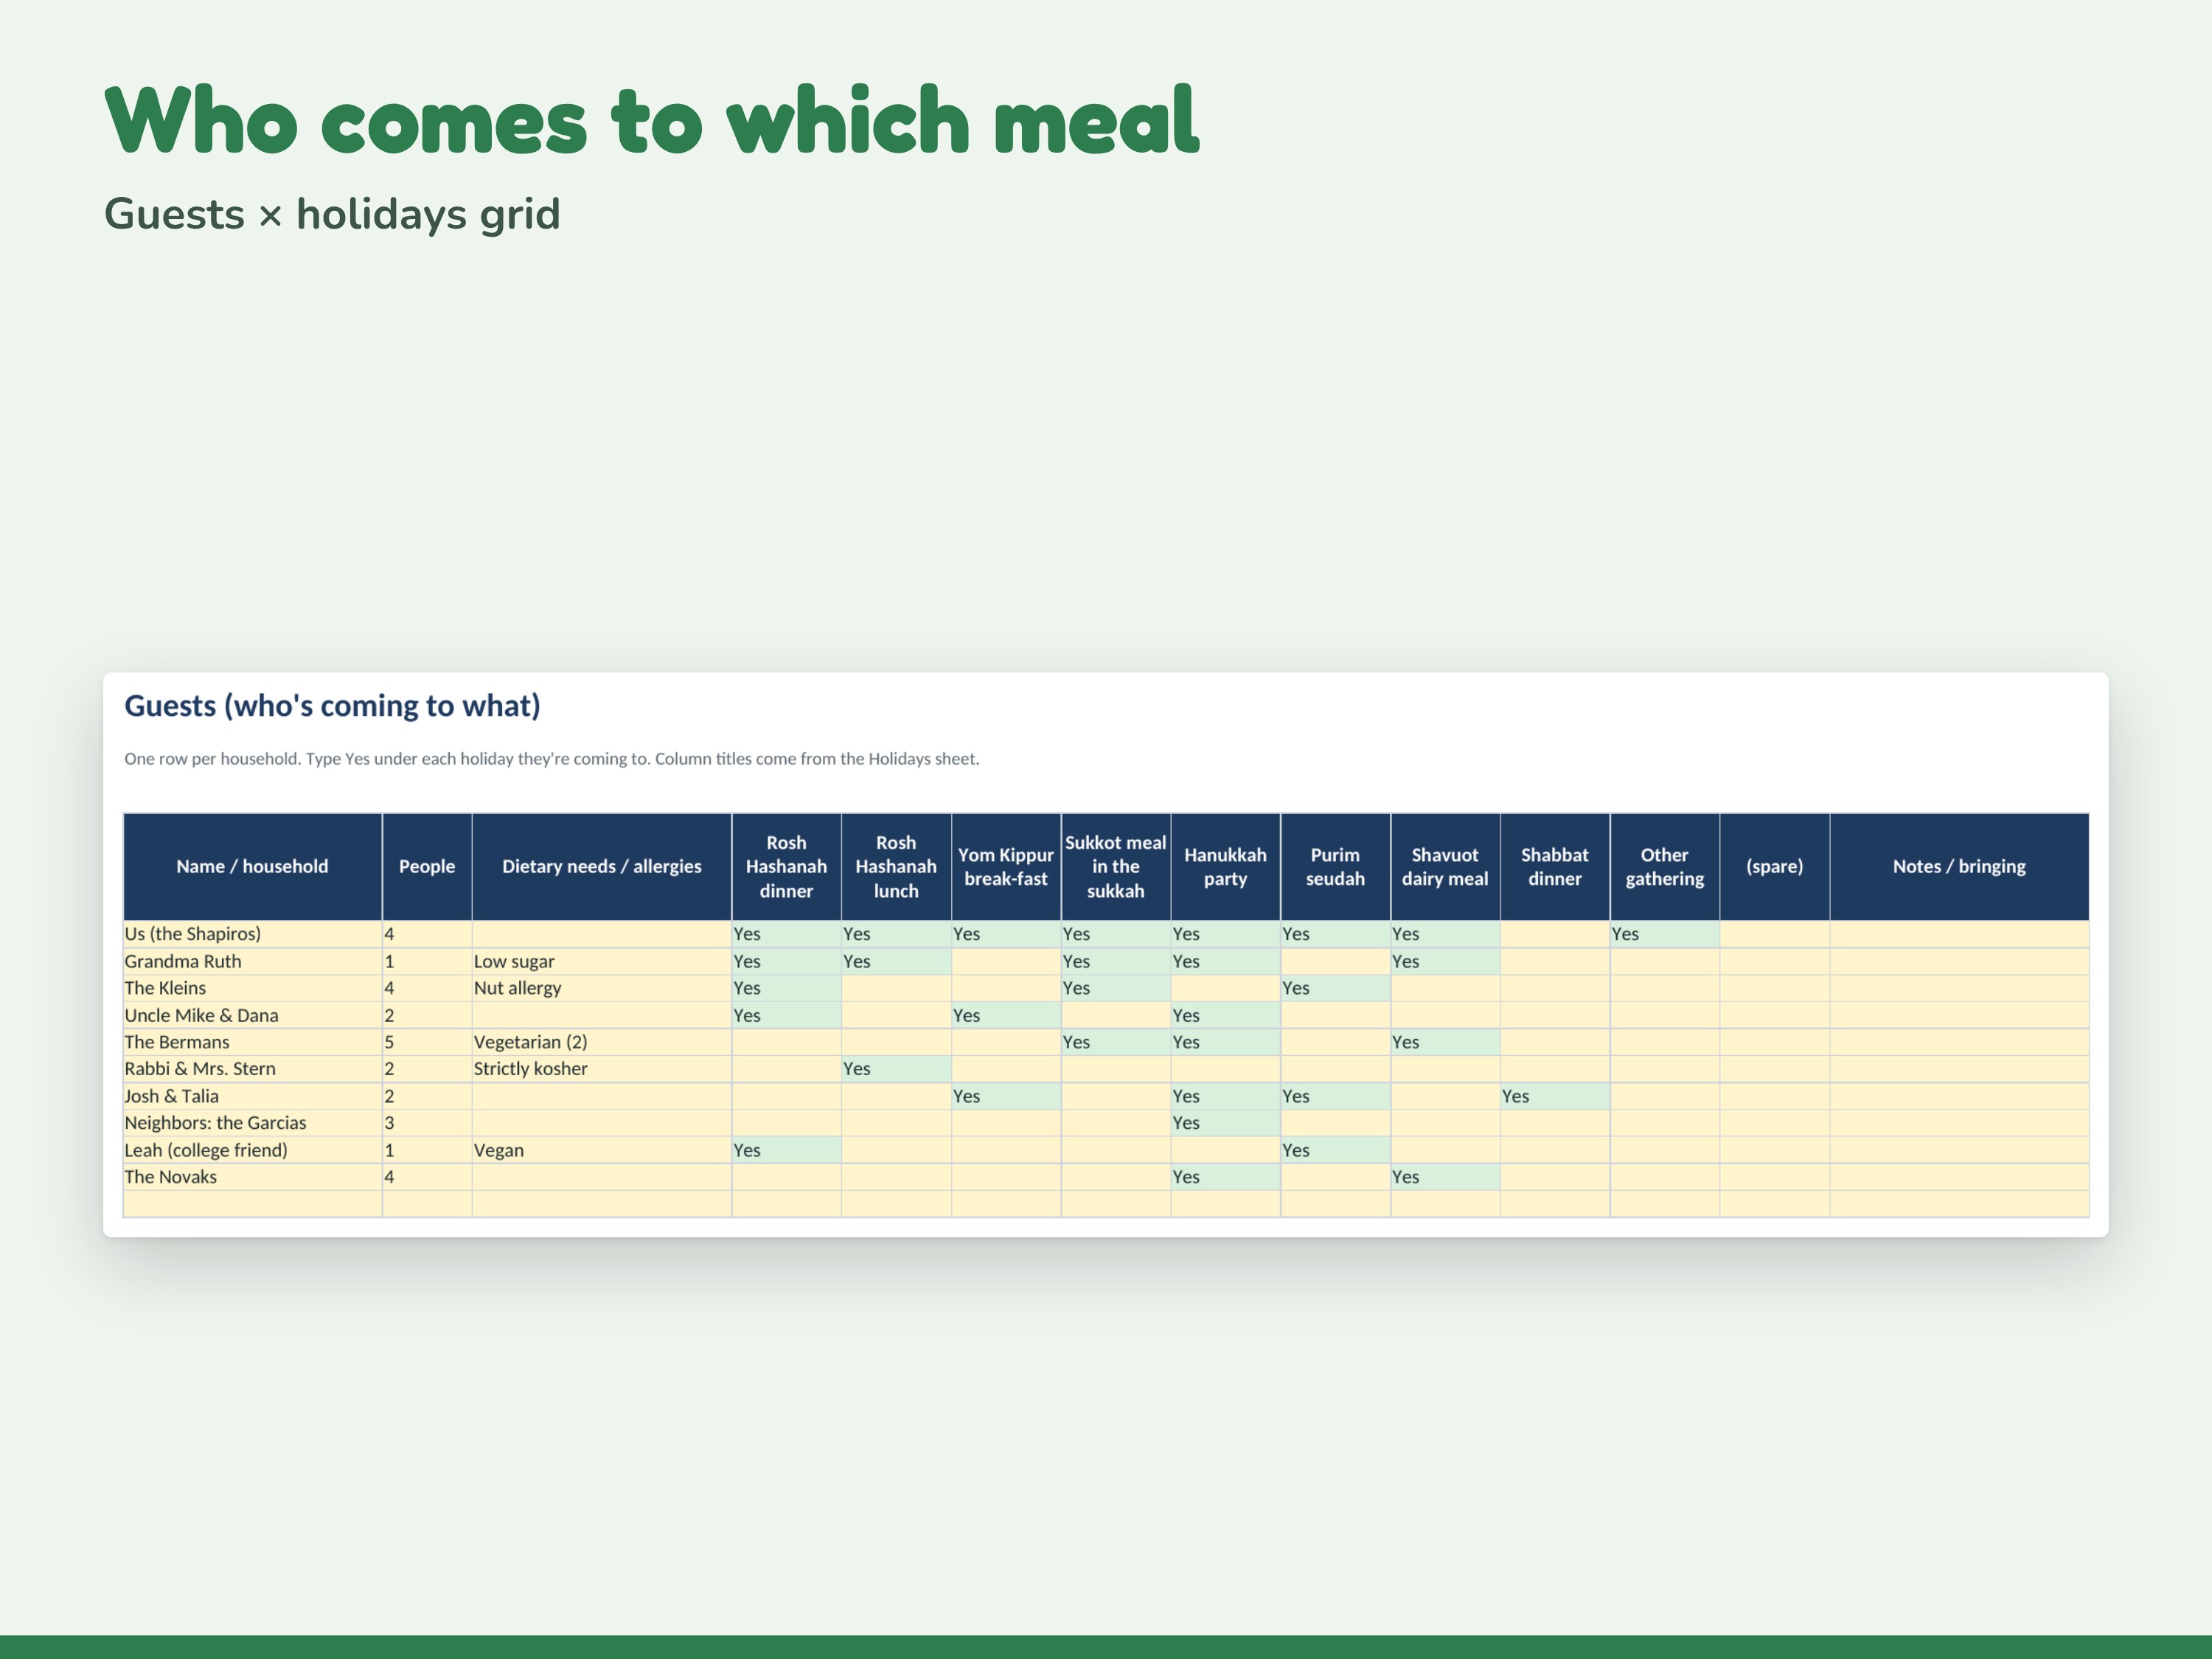 Who comes to which meal
Guests × holidays grid
Guests (who's coming to what)
One row per household. Type Yes under each holiday they're coming to. Column titles come from the Holidays sheet.
Name / household People Dietary needs / allergies Rosh Hashanah dinner Rosh Hashanah lunch Yom Kippur break-fast Sukkot meal in the sukkah Hanukkah party Purim seudah Shavuot dairy meal Shabbat dinner Other gathering (spare) Notes / bringing
Us (the Shapiros) 4 Yes Yes Yes Yes Yes Yes Yes Yes
Grandma Ruth 1 Low sugar Yes Yes Yes Yes Yes
The Kleins 4 Nut allergy Yes Yes Yes
Uncle Mike & Dana 2 Yes Yes Yes
The Bermans 5 Vegetarian (2) Yes Yes Yes
Rabbi & Mrs. Stern 2 Strictly kosher Yes
Josh & Talia 2 Yes Yes Yes Yes
Neighbors: the Garcias 3 Yes
Leah (college friend) 1 Vegan Yes Yes
The Novaks 4 Yes Yes